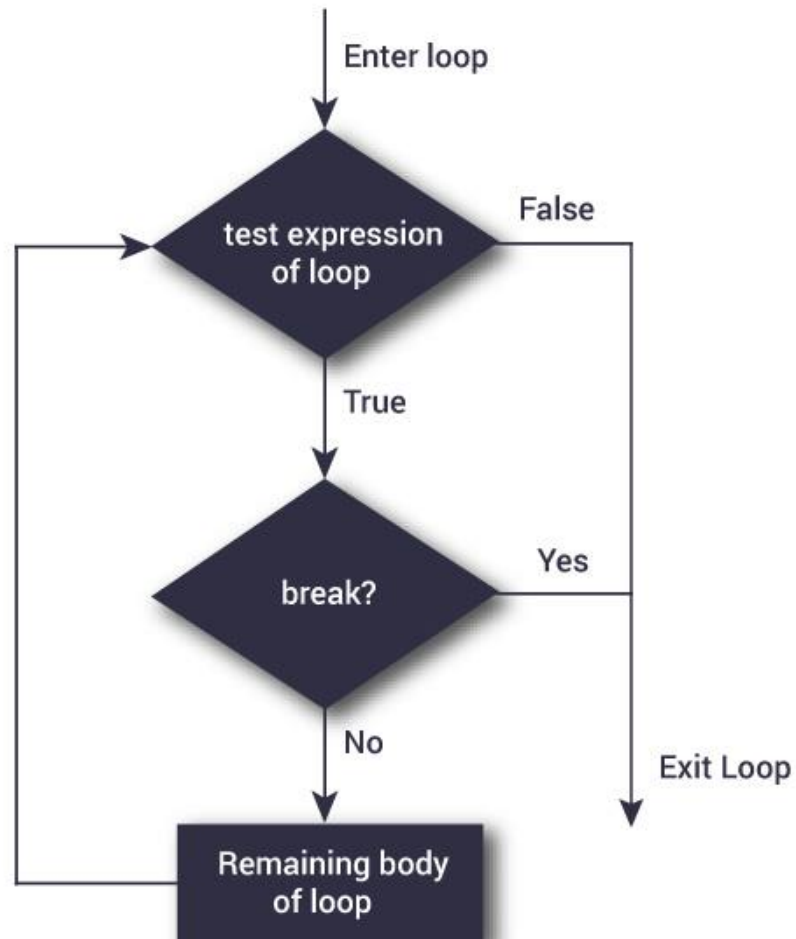 Enter loop
test expression
of loop
False
True
break?
Yes
No
Exit Loop
Remaining body
of loop